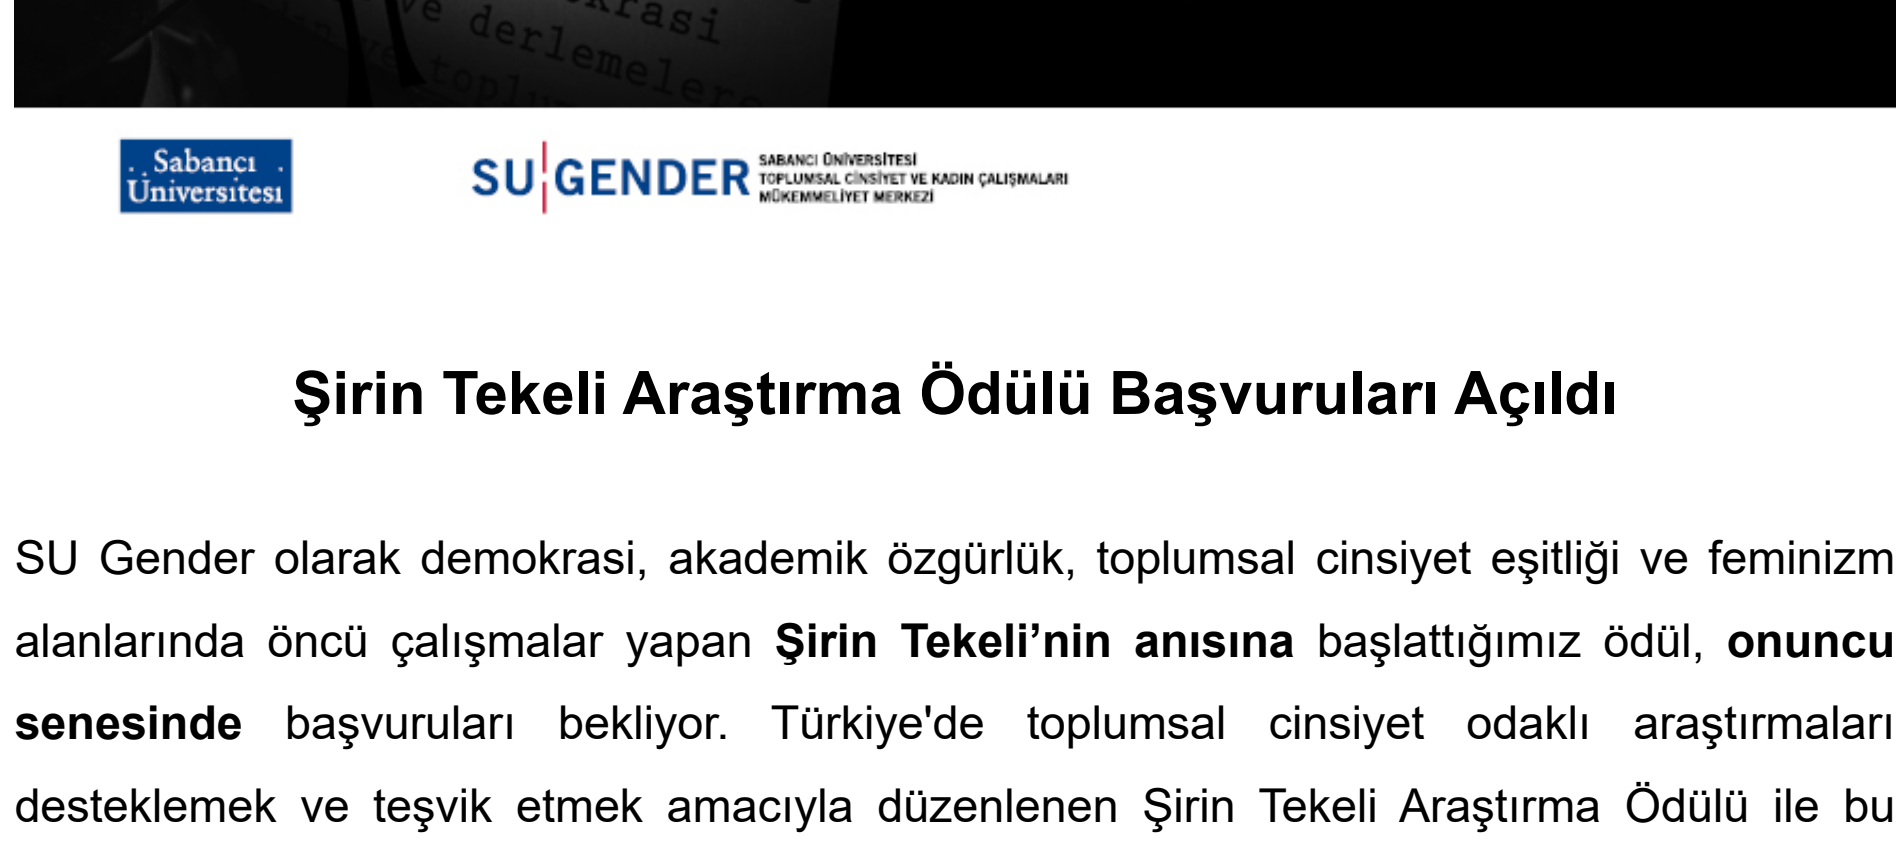 ve derlemelere
Sabancı
Üniversitesi
SU GENDER
SABANCI ÜNİVERSİTESİ
TOPLUMSAL CİNSİYET VE KADIN ÇALIŞMALARI
MÜKEMMELİYET MERKEZİ
Şirin Tekeli Araştırma Ödülü Başvuruları Açıldı
SU Gender olarak demokrasi, akademik özgürlük, toplumsal cinsiyet eşitliği ve feminizm
alanlarında öncü çalışmalar yapan Şirin Tekeli’nin anısına başlattığımız ödül, onuncu
senesinde başvuruları bekliyor. Türkiye'de toplumsal cinsiyet odaklı araştırmaları
desteklemek ve teşvik etmek amacıyla düzenlenen Şirin Tekeli Araştırma Ödülü ile bu